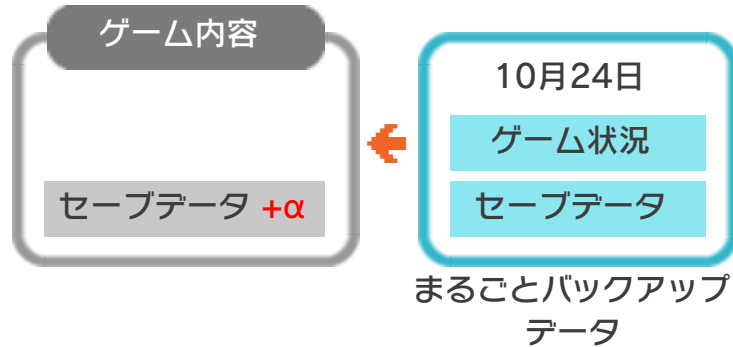 ゲーム内容
セーブデータ +α
10月24日
ゲーム状況
セーブデータ
まるごとバックアップ
データ